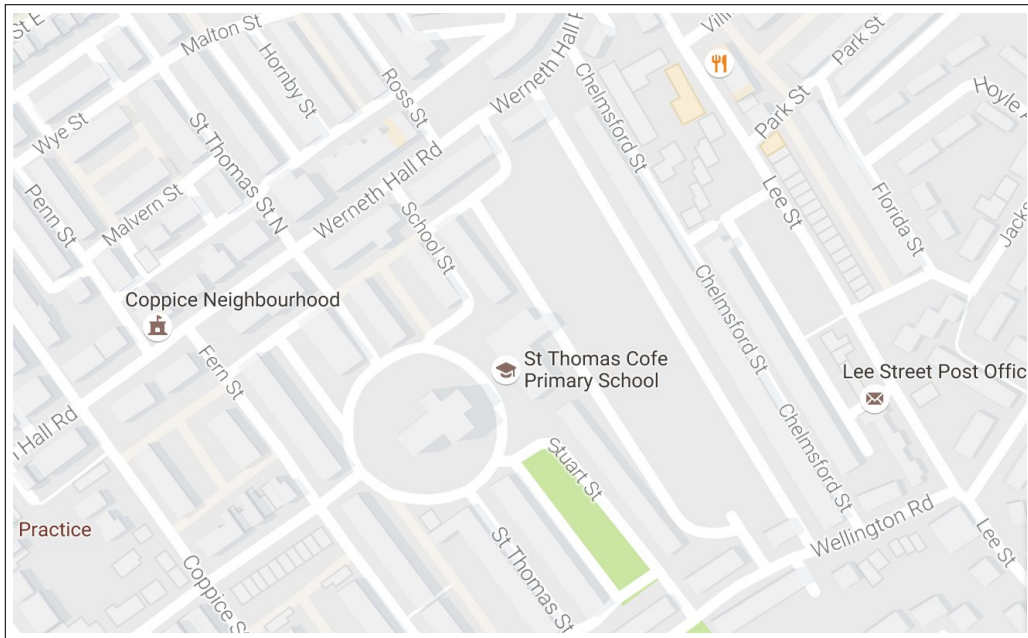 St E
Malton St
Hornby St
Ross St
Werneth Hall R
Chelmsford St
Park St
Park St
Hoyle
Wye St
St Thomas St N
Werneth Hall Rd
Lee St
Penn St
Malvern St
School St
Florida St
Jacks
Coppice Neighbourhood
Chelmsford St
Fern St
St Thomas Cofe
Primary School
Lee Street Post Offic
Hall Rd
Chelmsford St
Stuart St
Practice
Wellington Rd
Lee St
St Thomas St
Coppice St